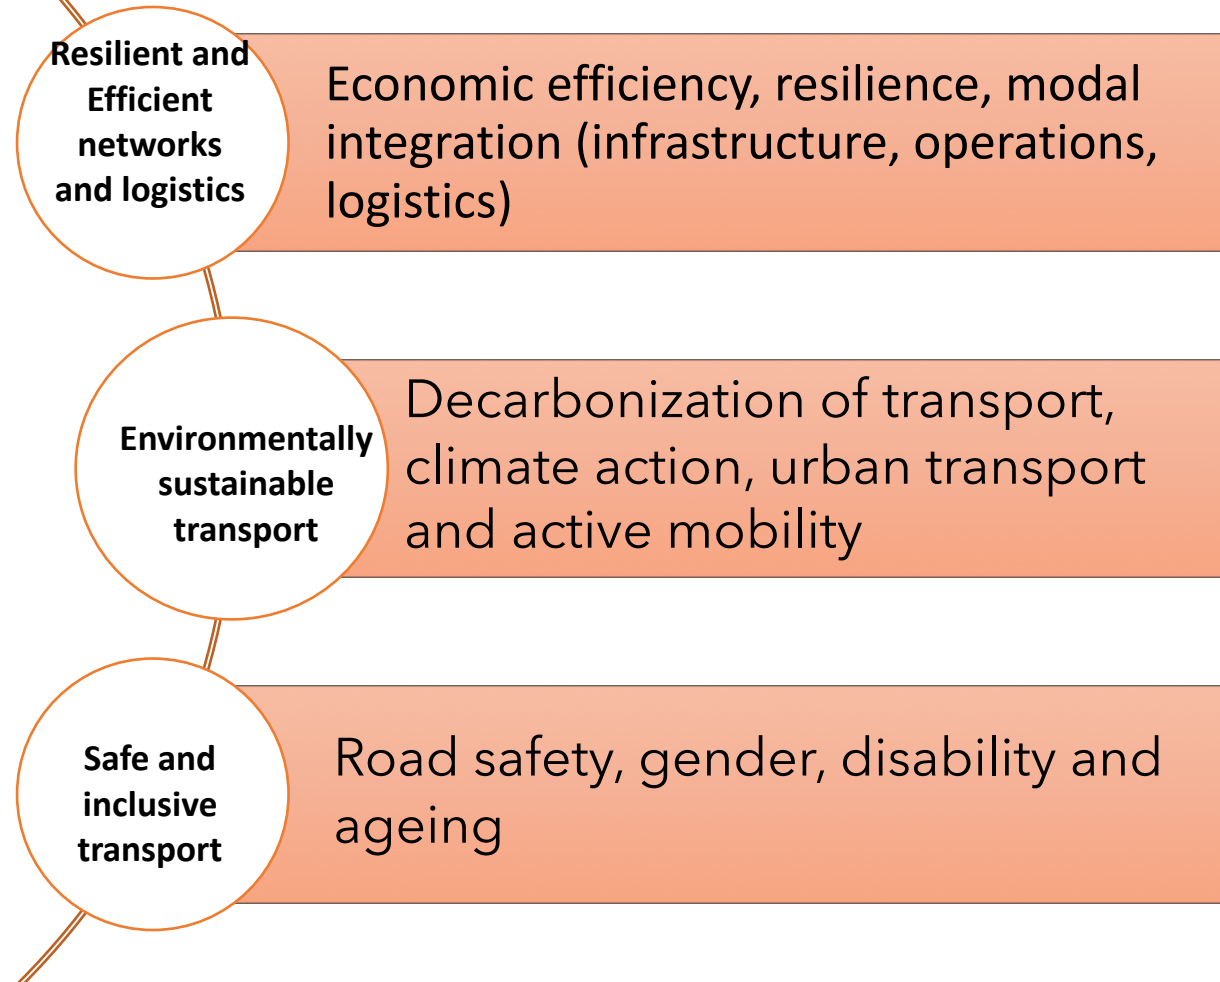 Resilient and
Efficient
networks
and logistics
Economic efficiency, resilience, modal
integration (infrastructure, operations,
logistics)
Environmentally
sustainable
transport
Decarbonization of transport,
climate action, urban transport
and active mobility
Safe and
inclusive
transport
Road safety, gender, disability and
ageing